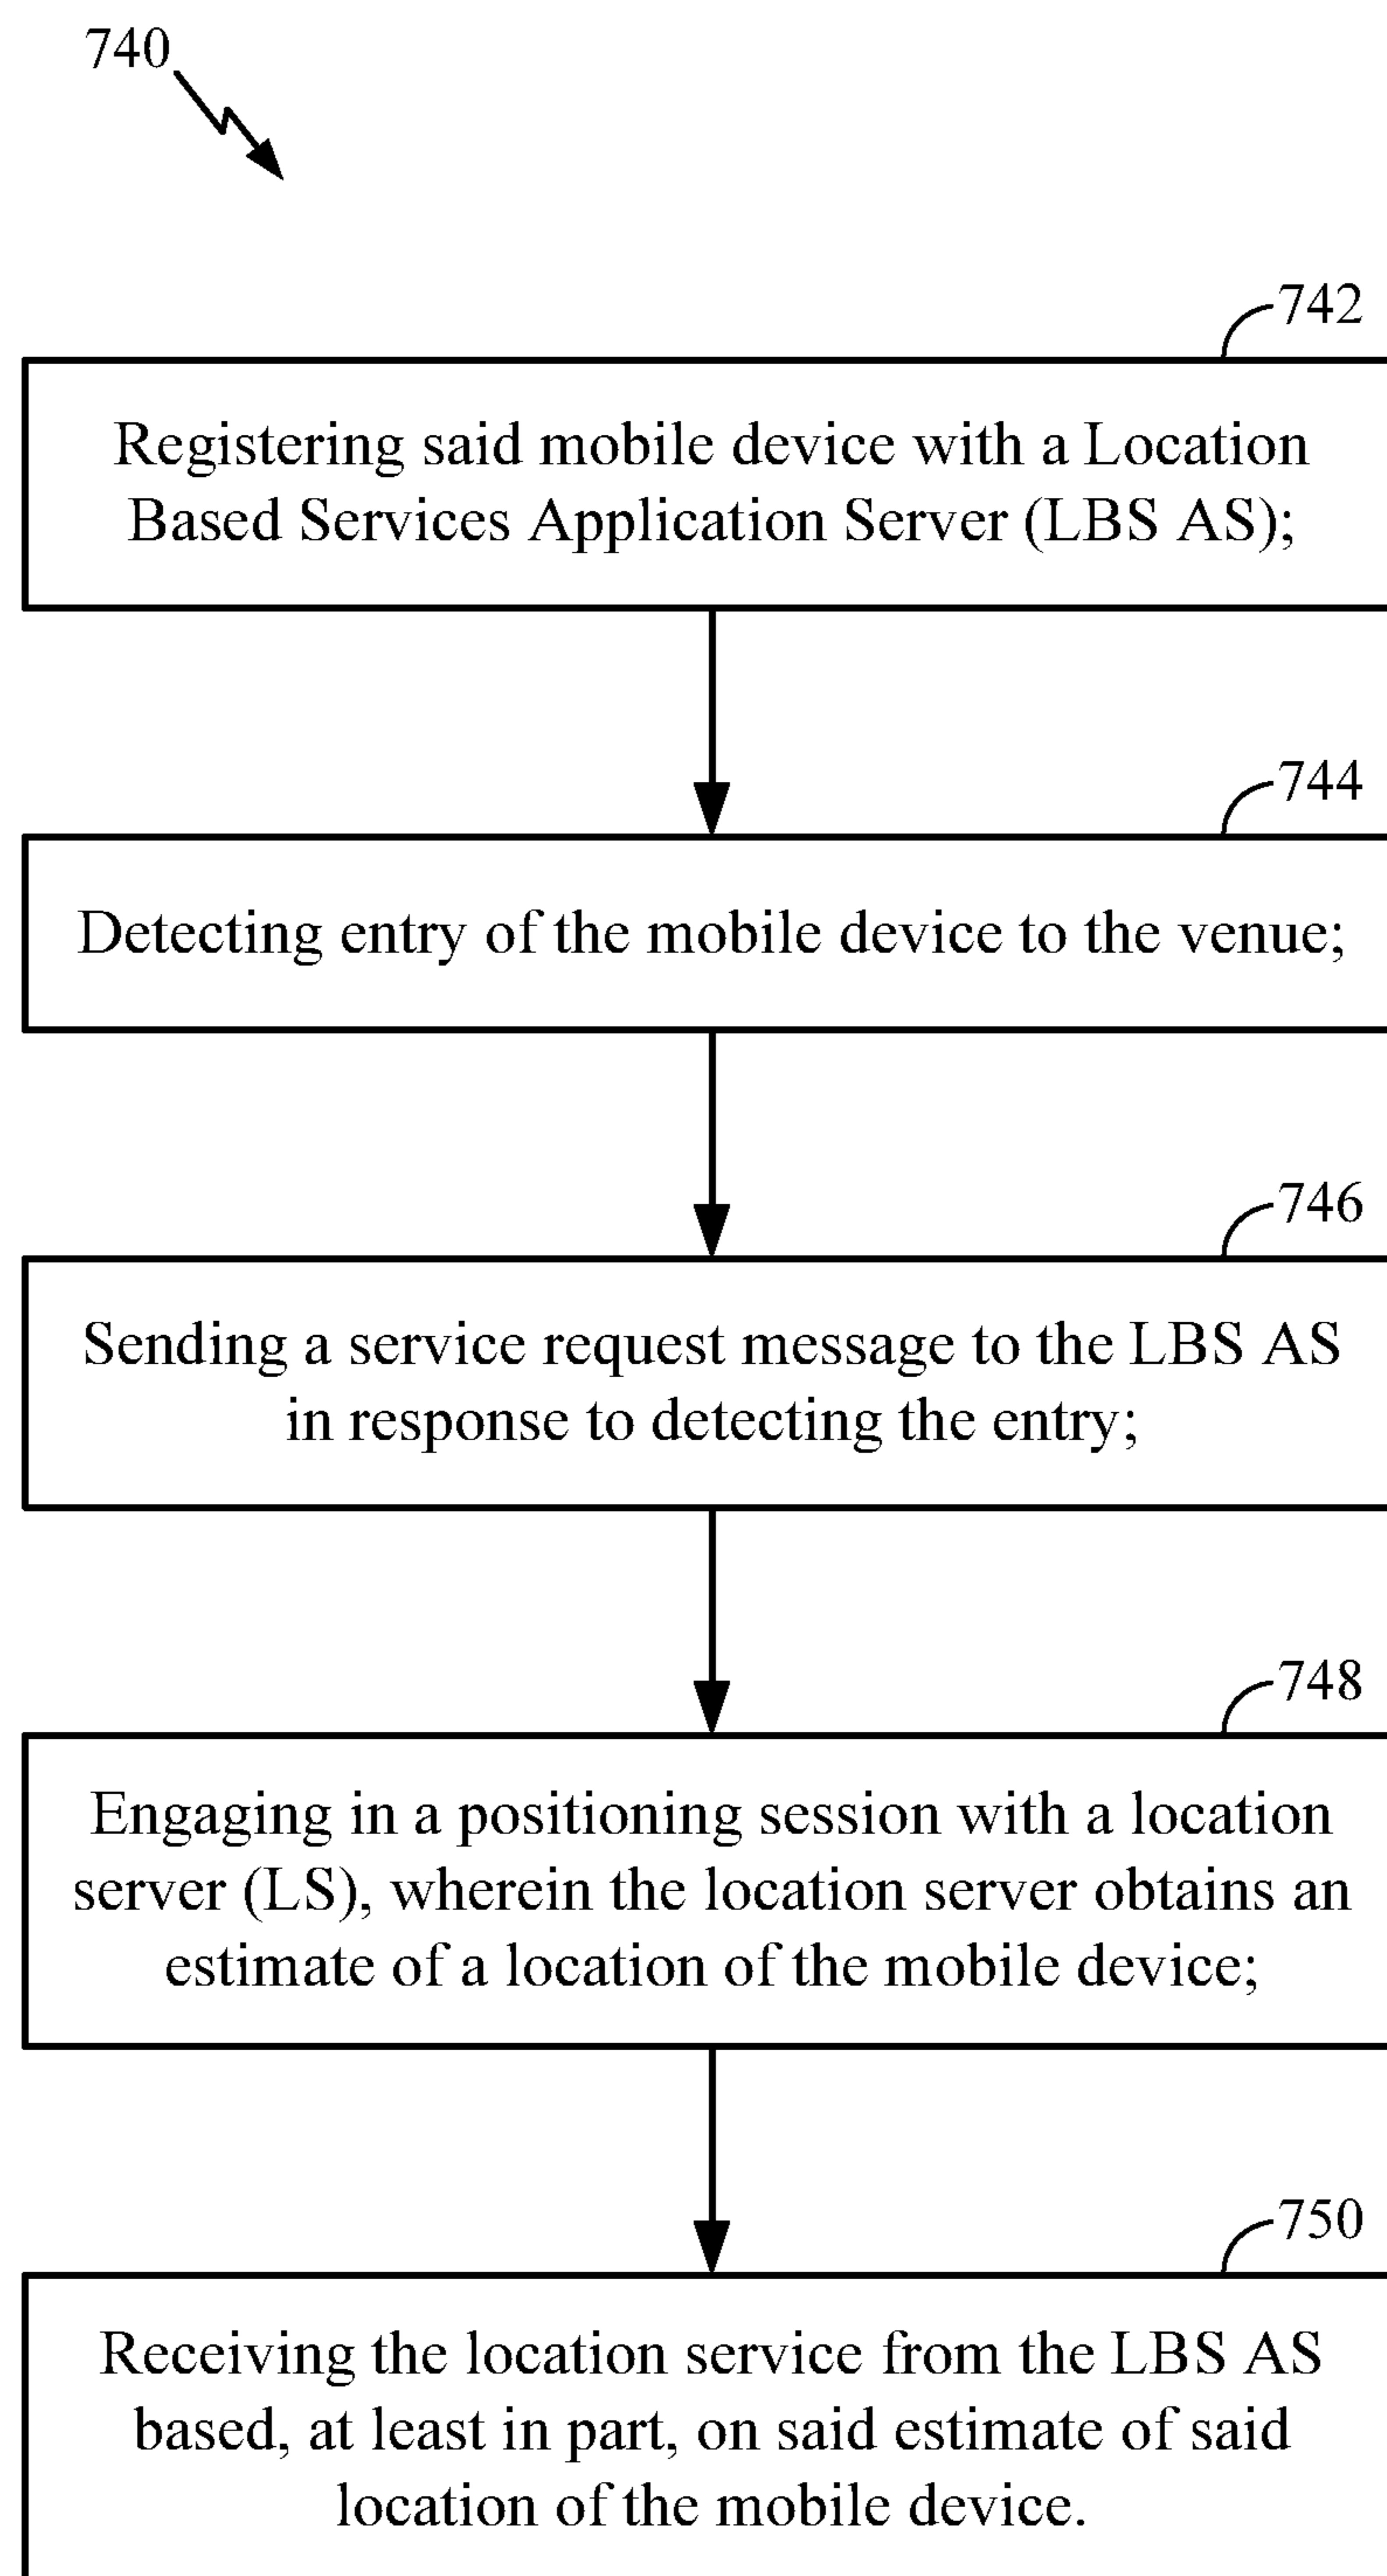 740
742
Registering said mobile device with a Location
Based Services Application Server (LBS AS);
744
Detecting entry of the mobile device to the venue;
746
Sending a service request message to the LBS AS
in response to detecting the entry;
748
Engaging in a positioning session with a location
server (LS), wherein the location server obtains an
estimate of a location of the mobile device;
750
Receiving the location service from the LBS AS
based, at least in part, on said estimate of said
location of the mobile device.